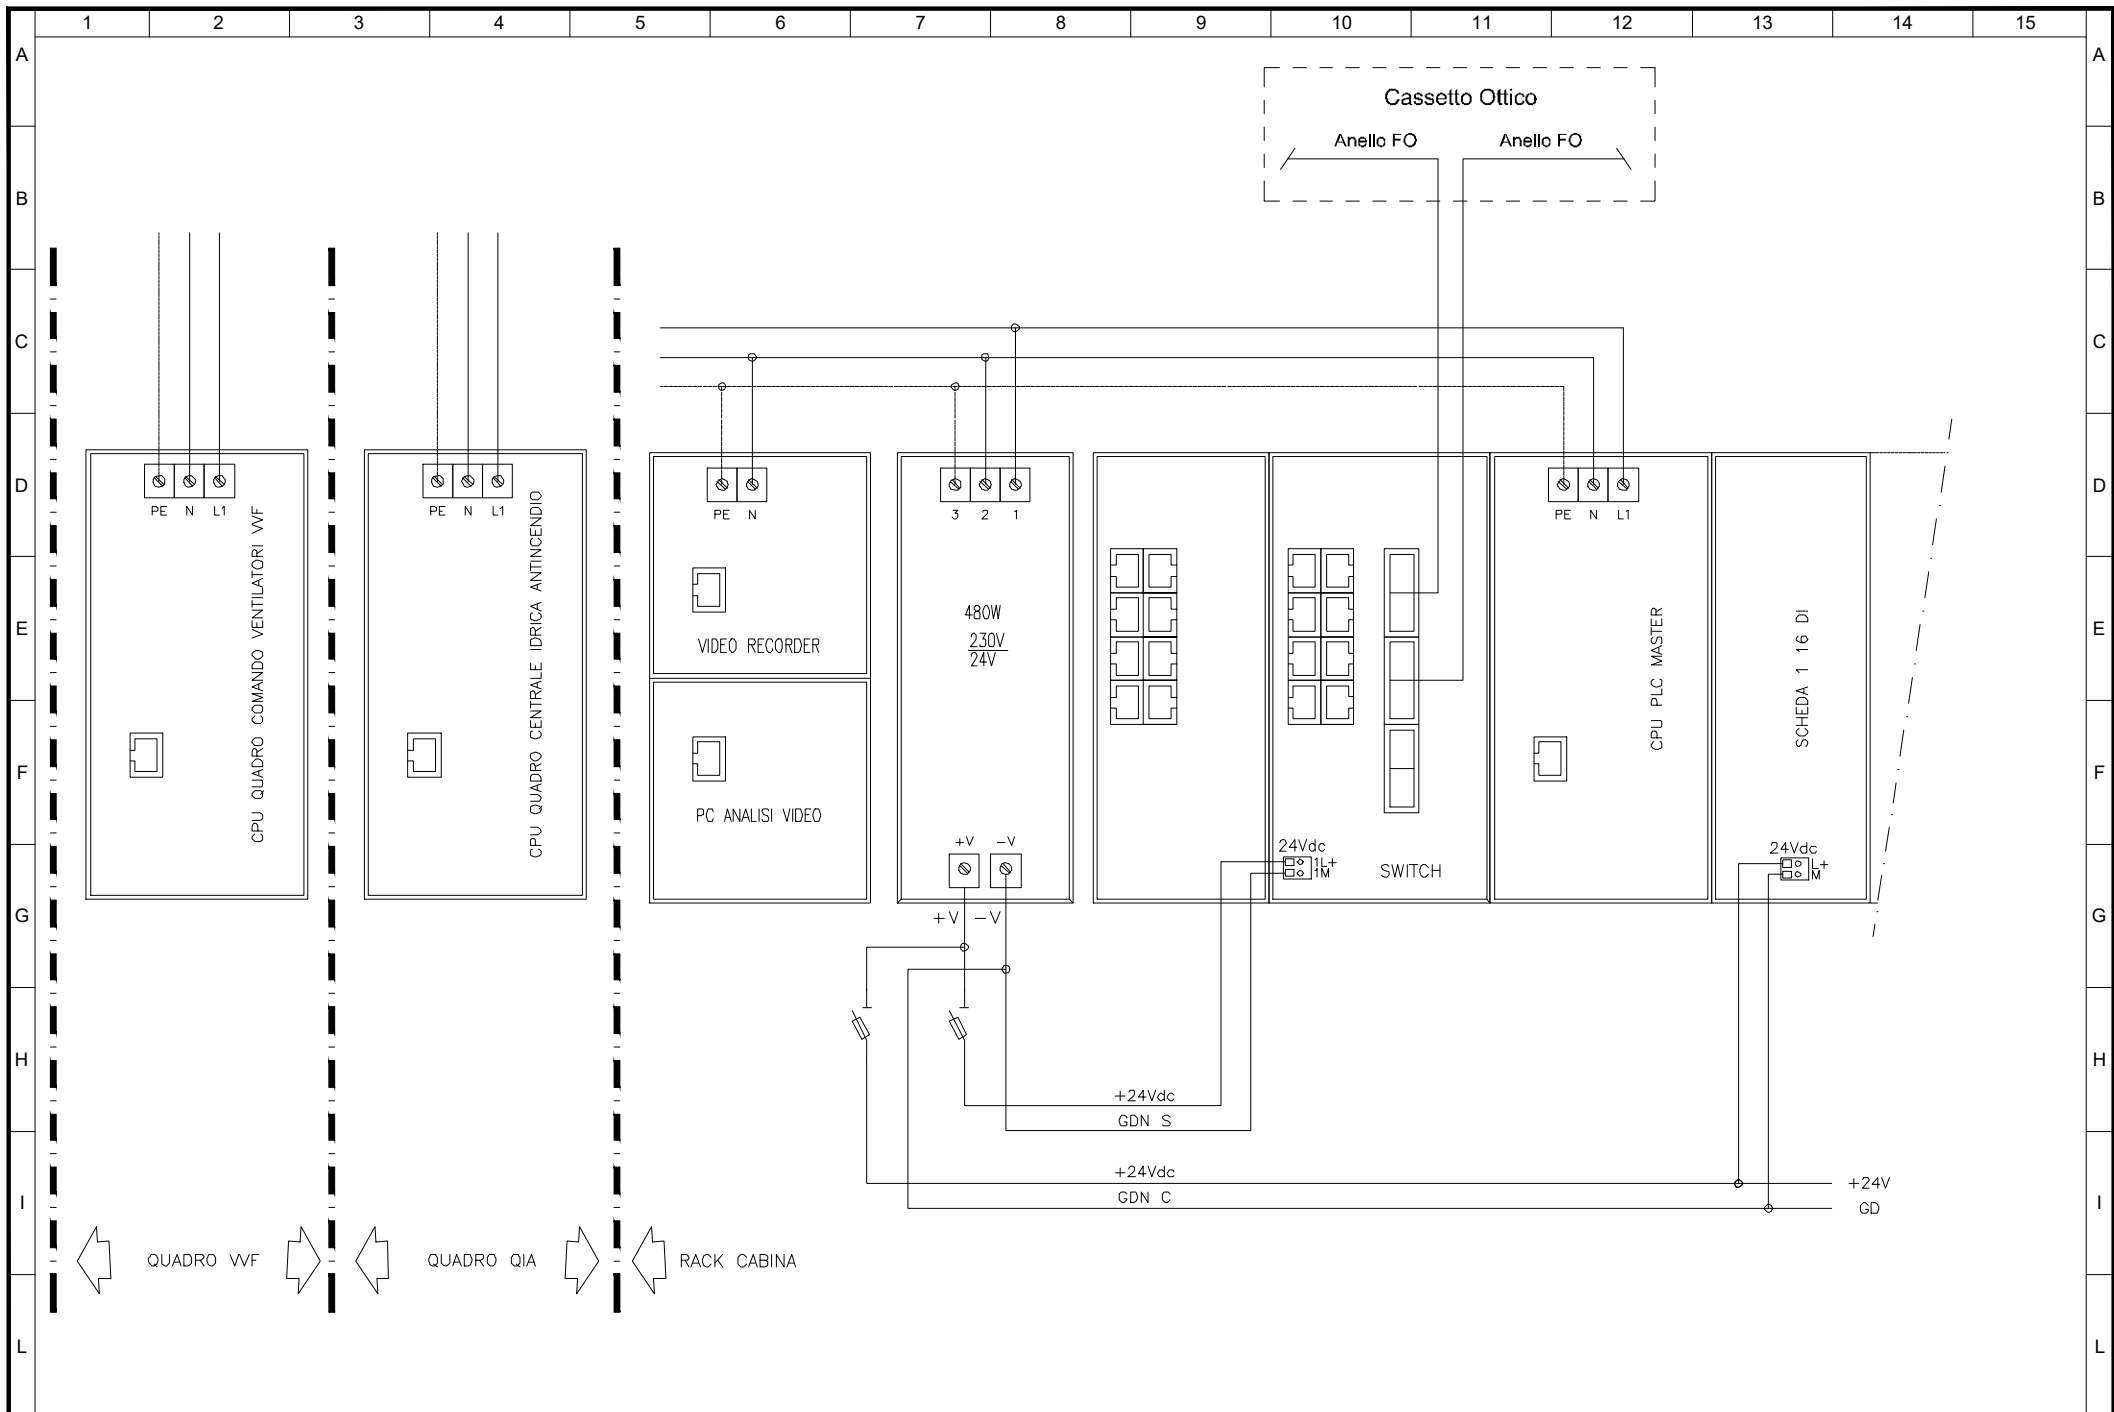 1 2 3 4 5 6 7 8 9 10 11 12 13 14 15
A A
Cassetto Ottico
Anello FO Anello FO
B B
C C
D D
PE N L1
PE N L1
PE N
3 2 1
PE N L1
CPU QUADRO COMANDO VENTILATORI VVF
CPU QUADRO CENTRALE IDRICA ANTINCENDIO
E E
VIDEO RECORDER
480W
230V
24V
CPU PLC MASTER
SCHEDA 1 16 DI
F F
PC ANALISI VIDEO
+V -V
24Vdc
1L+
1M
SWITCH
24Vdc
L+
M
G G
+V -V
H H
+24Vdc
GDN S
I I
+24Vdc
GDN C
+24V
GD
QUADRO VVF QUADRO QIA RACK CABINA
L L